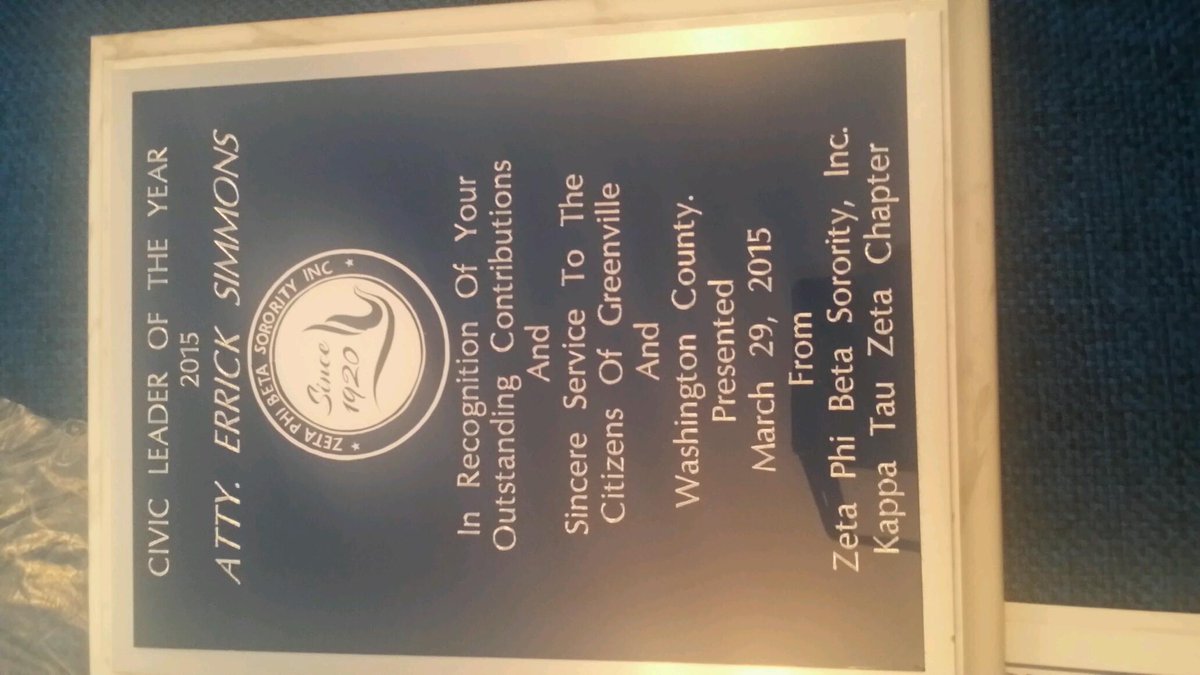 CIVIC LEADER OF THE YEAR
2015
ATTY. ERRICK SIMMONS
★ ZETA PHI BETA SORORITY INC ★
Since
1920
In Recognition Of Your
Outstanding Contributions
And
Sincere Service To The
Citizens Of Greenville
And
Washington County.
Presented
March 29, 2015
From
Zeta Phi Beta Sorority, Inc.
Kappa Tau Zeta Chapter